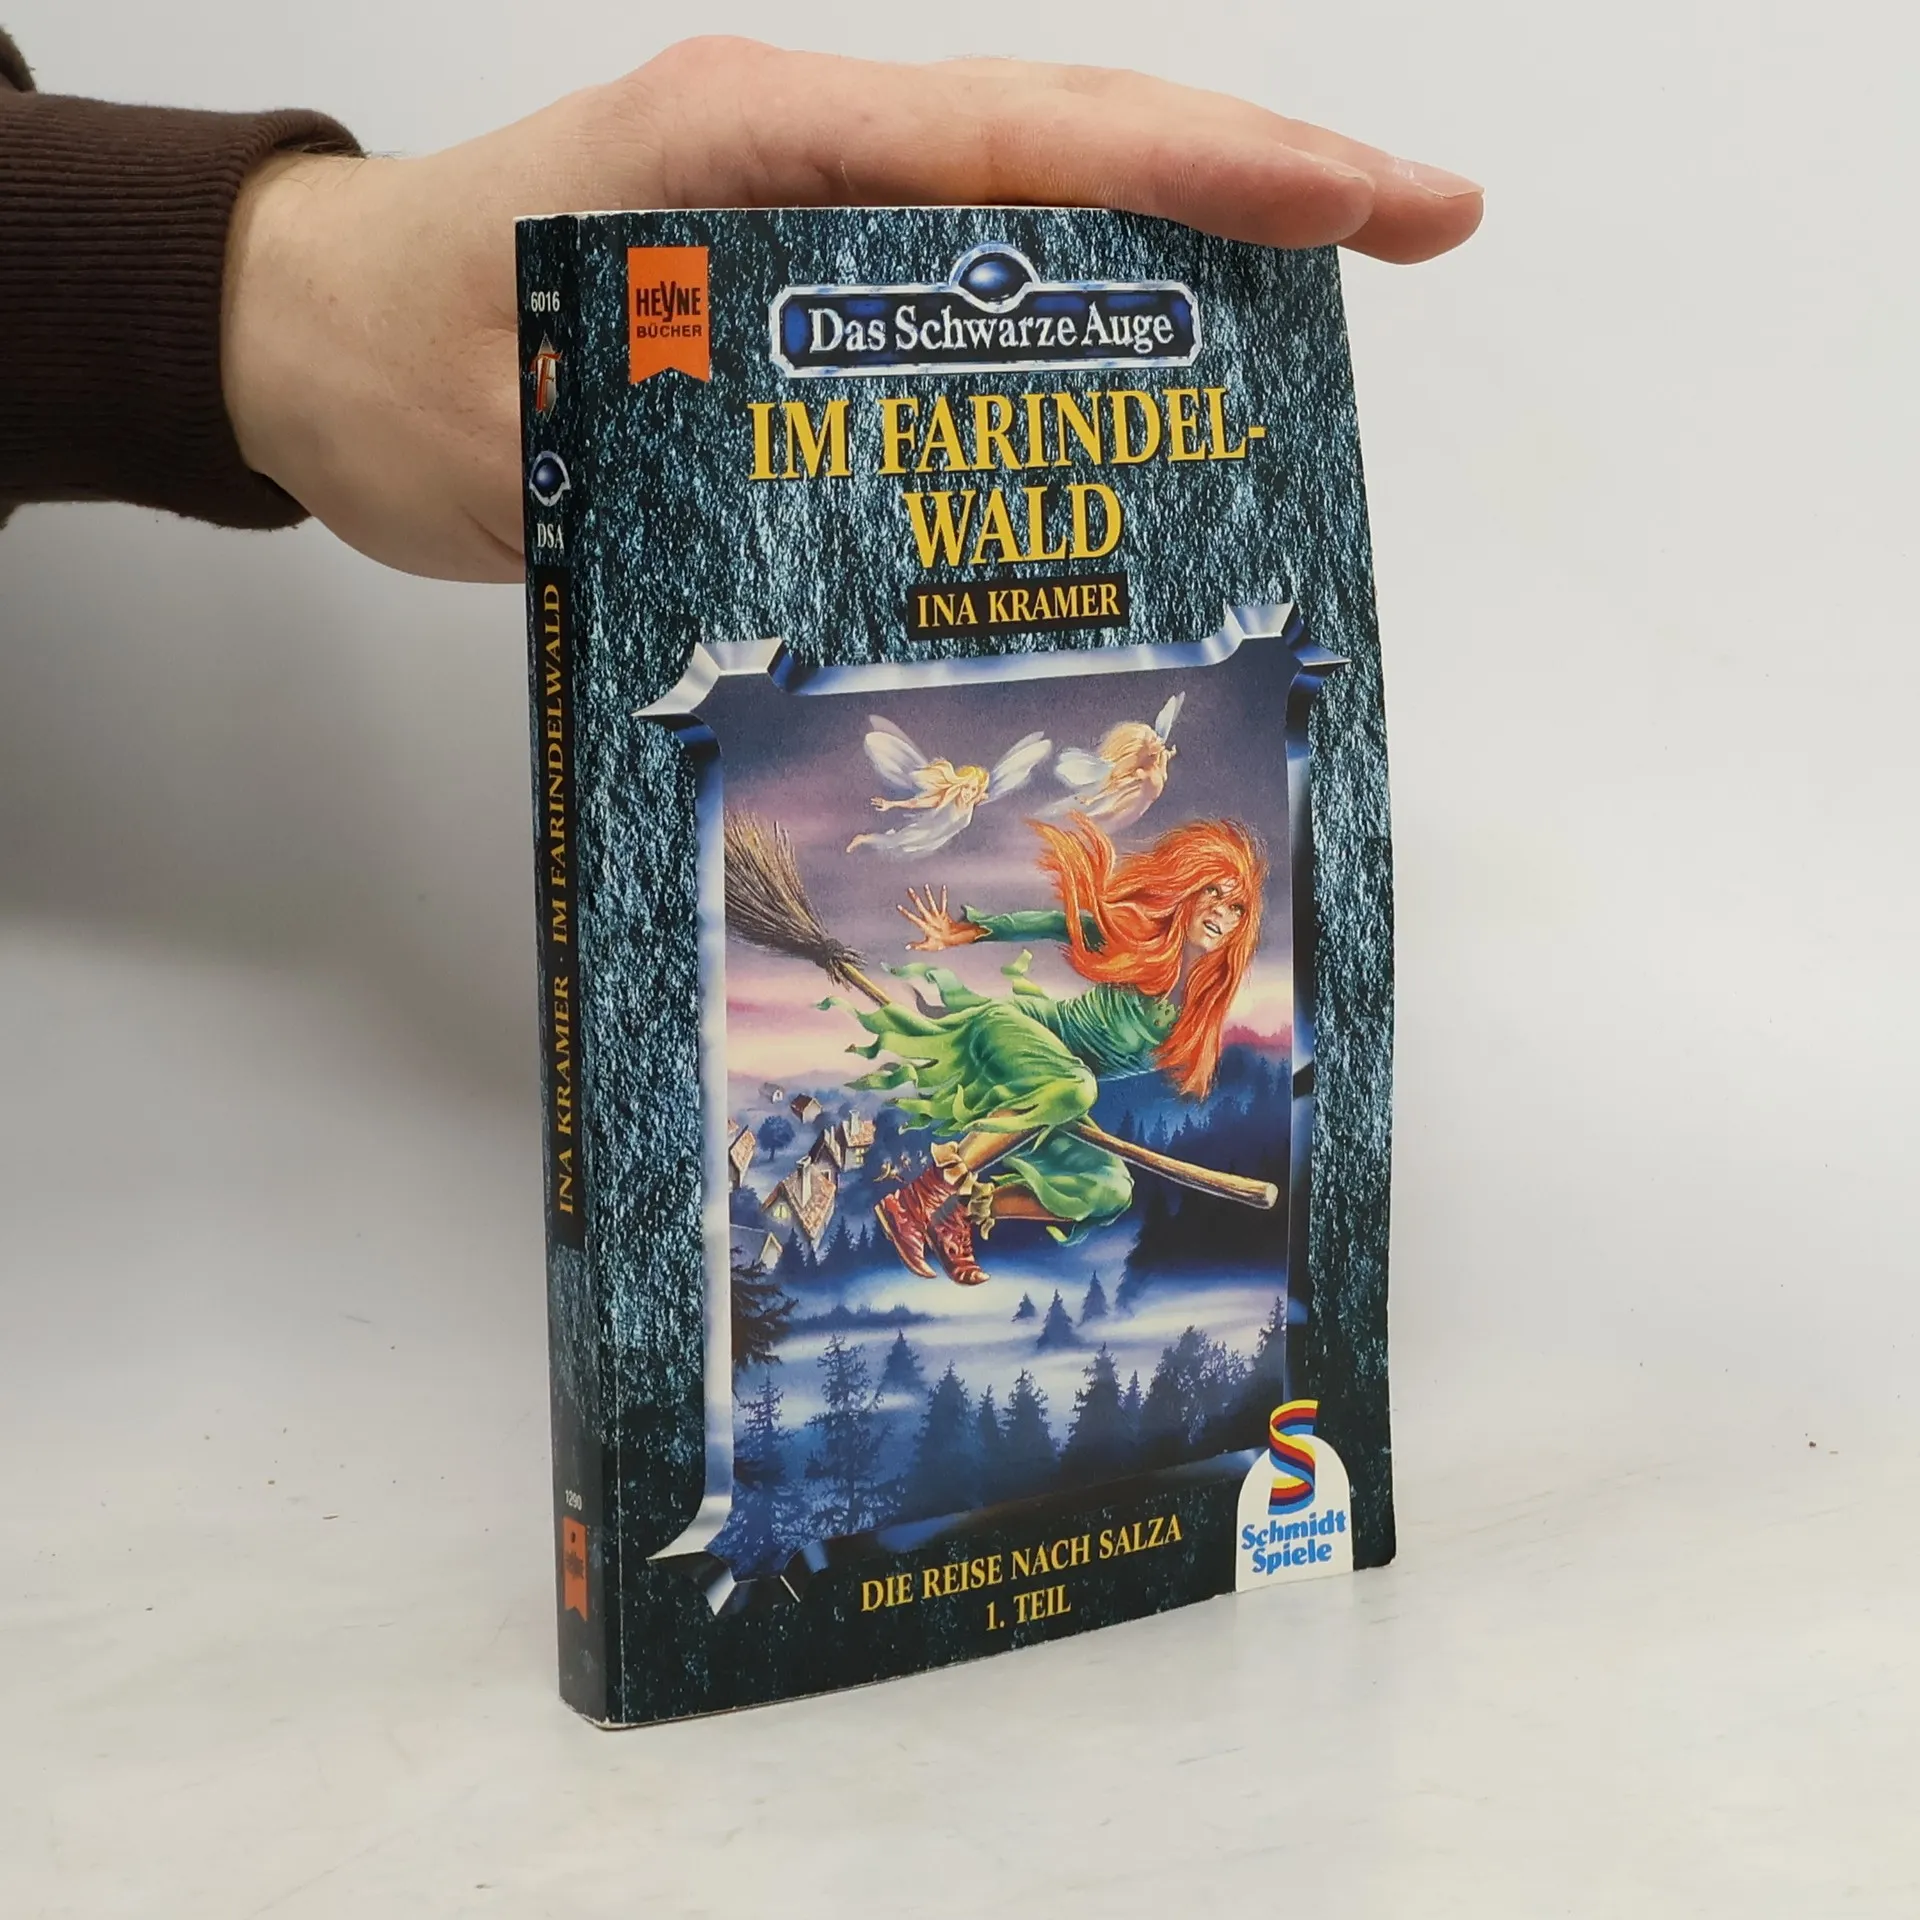 6016
DSA
INA KRAMER · IM FARINDELWALD
1290
HEYNE
BÜCHER
Das Schwarze Auge
IM FARINDEL-
WALD
INA KRAMER
DIE REISE NACH SALZA
1. TEIL
Schmidt
Spiele